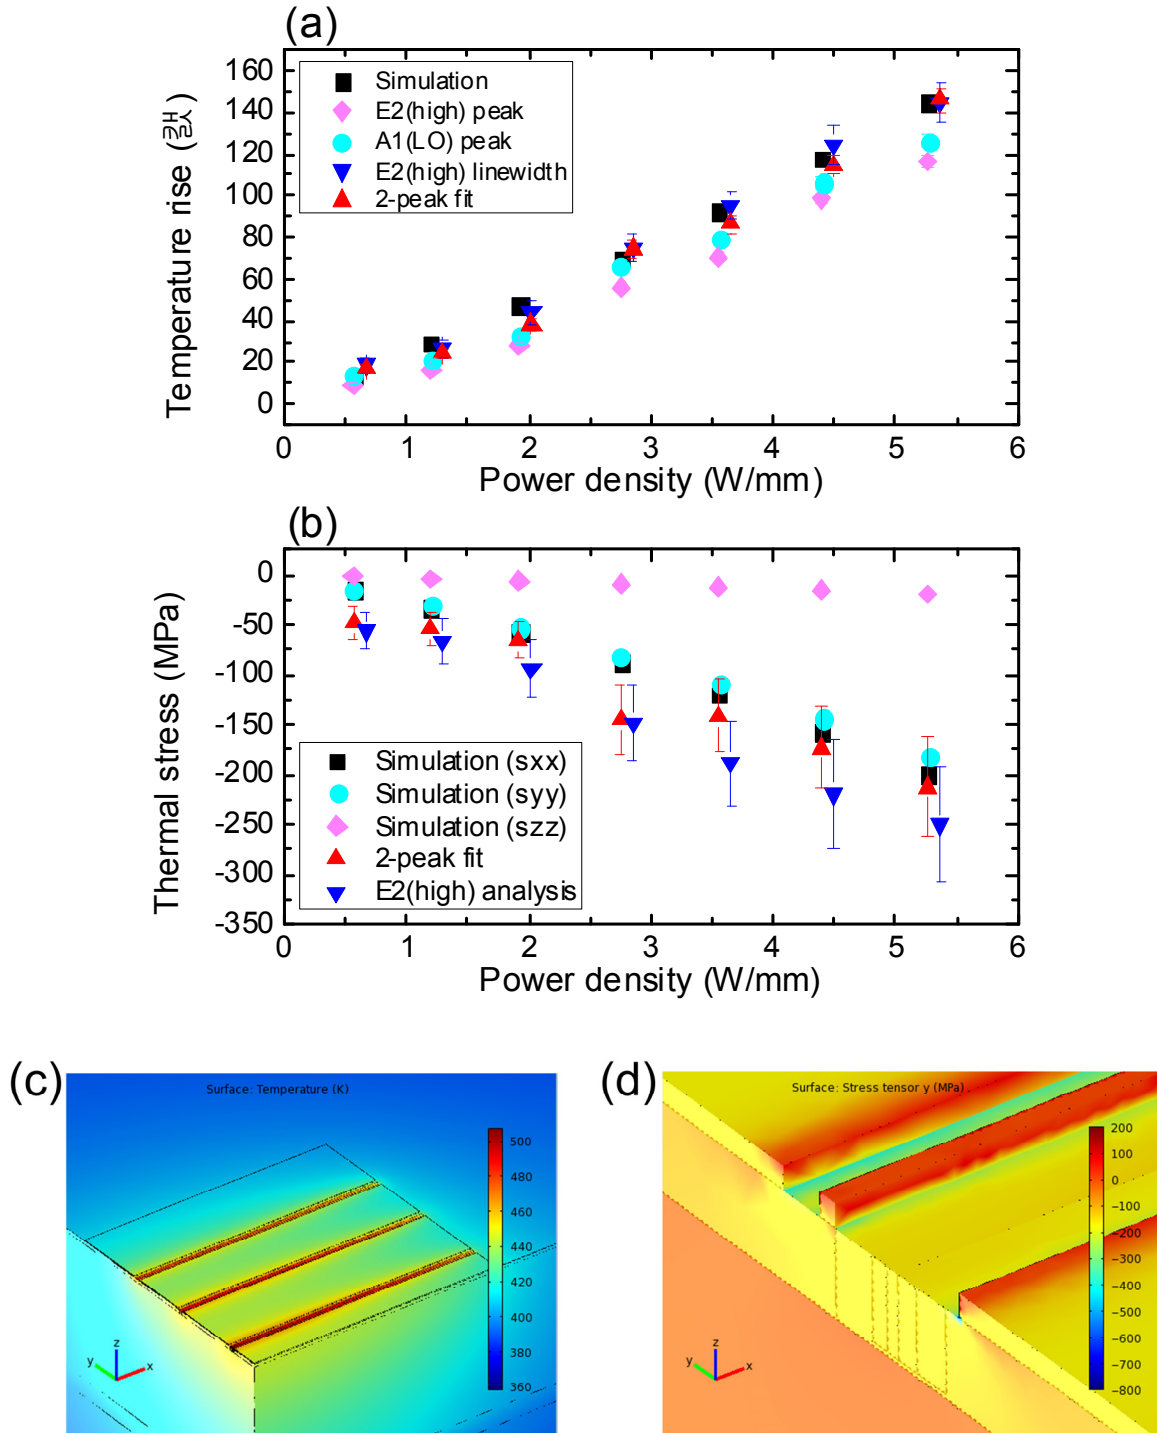 (a)
160
140
120
100
80
60
40
20
0
Temperature rise (캜)
Simulation
E2(high) peak
A1(LO) peak
E2(high) linewidth
2-peak fit
0 1 2 3 4 5 6
Power density (W/mm)
(b)
0
-50
-100
-150
-200
-250
-300
-350
Thermal stress (MPa)
Simulation (sxx)
Simulation (syy)
Simulation (szz)
2-peak fit
E2(high) analysis
0 1 2 3 4 5 6
Power density (W/mm)
(c)
Surface: Temperature (K)
500
480
460
440
420
400
380
360
z
y
x
(d)
Surface: Stress tensor y (MPa)
200
100
0
−100
−200
−300
−400
−500
−600
−700
−800
z
y
x